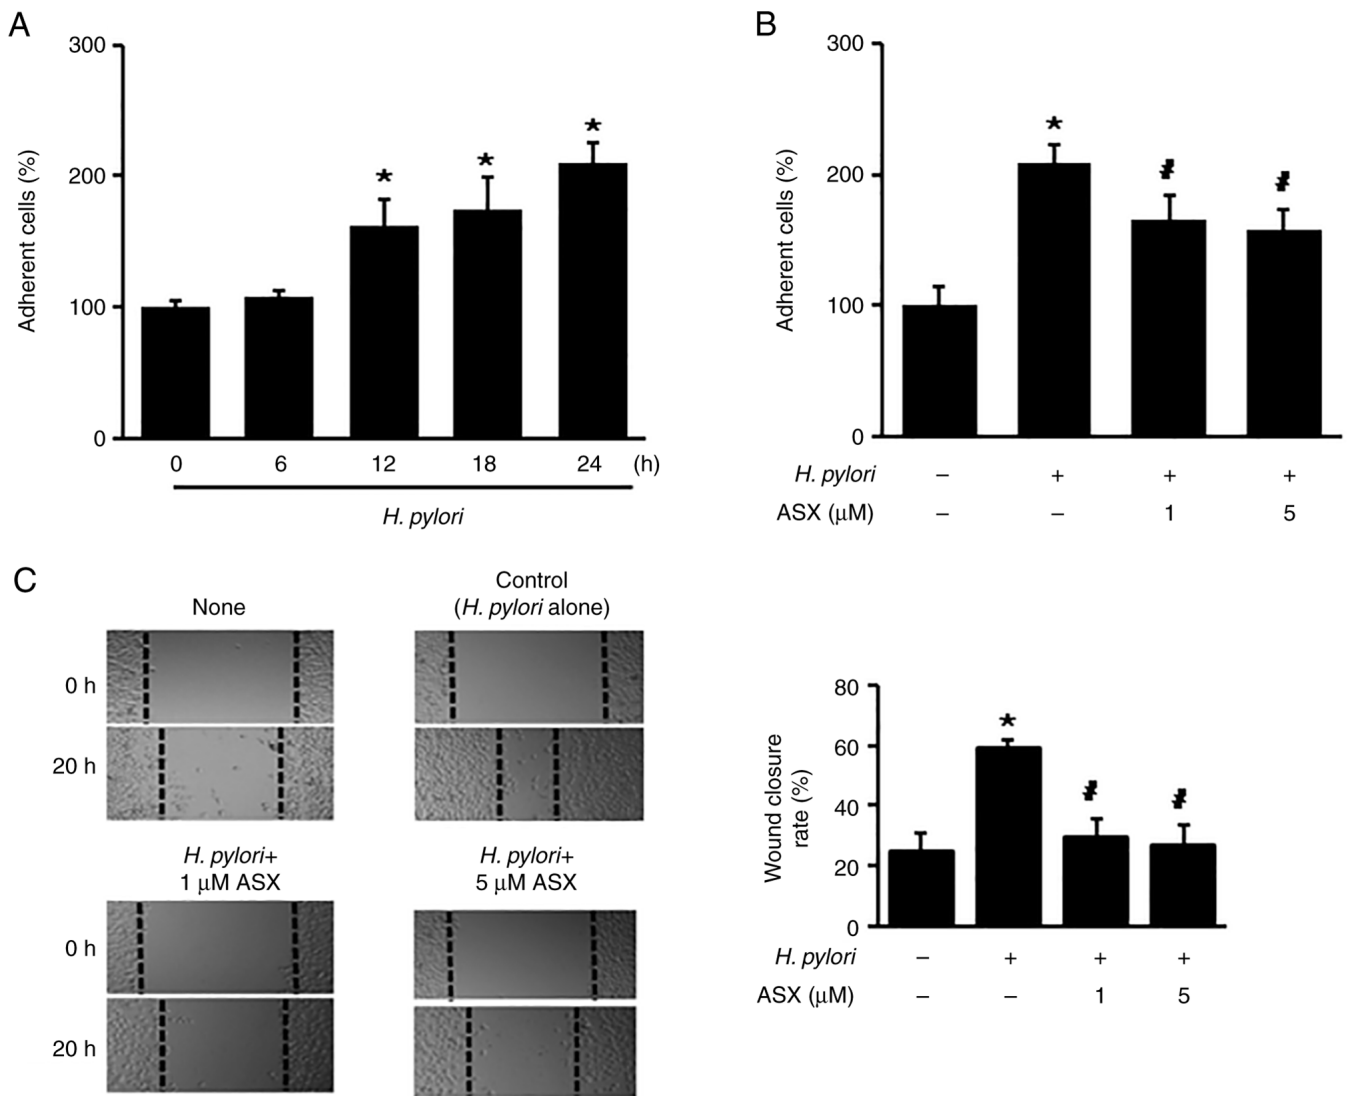 A
300
200
100
0
Adherent cells (%)
*
*
*
0 6 12 18 24 (h)
H. pylori
B
300
200
100
0
Adherent cells (%)
*
#
#
H. pylori – + + +
ASX (μM) – – 1 5
C
None
0 h
20 h
Control
(H. pylori alone)
H. pylori+
1 μM ASX
0 h
20 h
H. pylori+
5 μM ASX
80
60
40
20
0
Wound closure
rate (%)
*
#
#
H. pylori – + + +
ASX (μM) – – 1 5